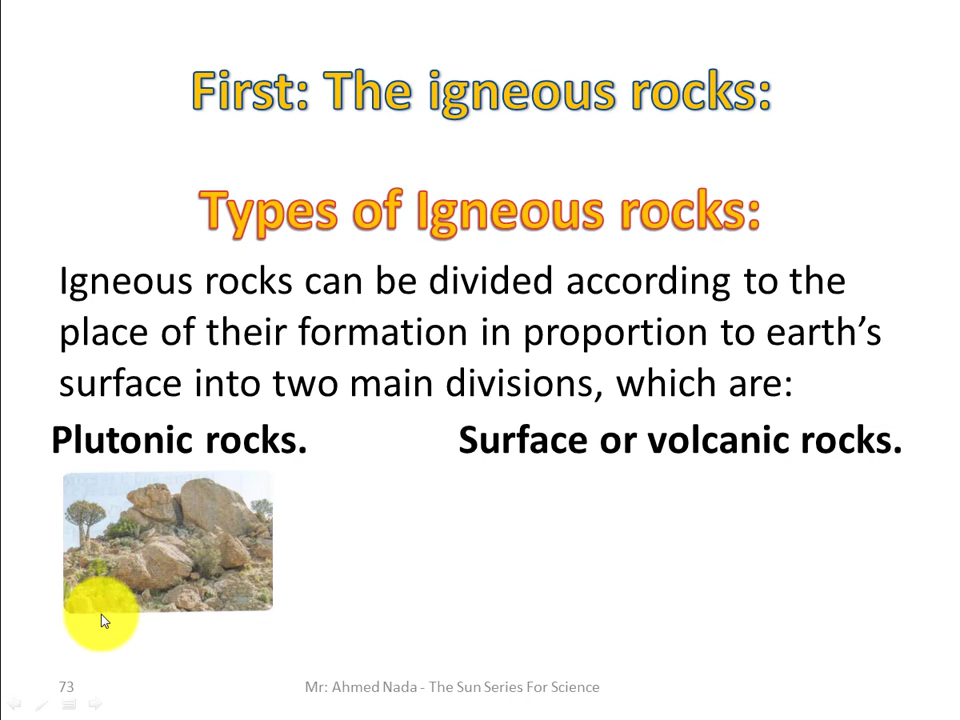 First: The igneous rocks:
Types of Igneous rocks:
Igneous rocks can be divided according to the
place of their formation in proportion to earth’s
surface into two main divisions, which are:
Plutonic rocks. Surface or volcanic rocks.
73 Mr: Ahmed Nada - The Sun Series For Science